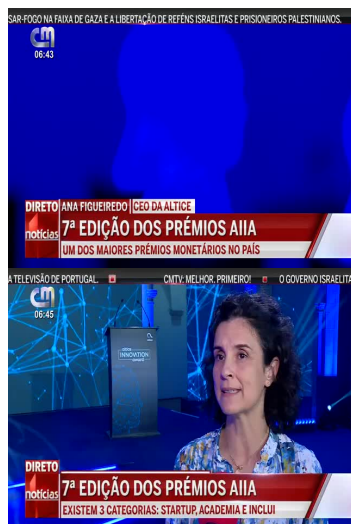 SAR-FOGO NA FAIXA DE GAZA E A LIBERTAÇÃO DE REFÉNS ISRAELITAS E PRISIONEIROS PALESTINIANOS.
CM
06:43
DIRETO ANA FIGUEIREDO CEO DA ALTICE
notícias 7ª EDIÇÃO DOS PRÉMIOS AIIA
UM DOS MAIORES PRÉMIOS MONETÁRIOS NO PAÍS
A TELEVISÃO DE PORTUGAL. CMTV: MELHOR. PRIMEIRO! O GOVERNO ISRAELITA
CM
06:45
INNOVATION
DIRETO
notícias 7ª EDIÇÃO DOS PRÉMIOS AIIA
EXISTEM 3 CATEGORIAS: STARTUP, ACADEMIA E INCLUI